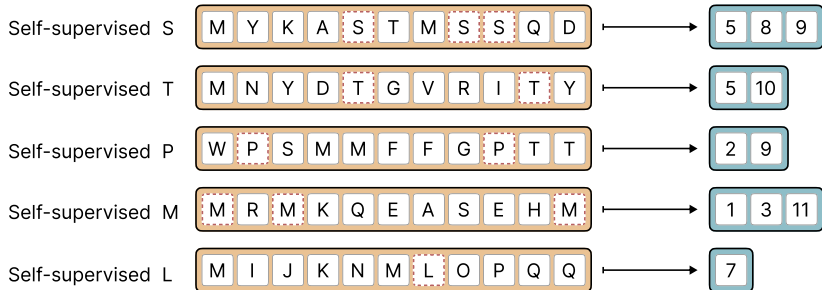 Self-supervised S M Y K A S T M S S Q D 5 8 9
Self-supervised T M N Y D T G V R I T Y 5 10
Self-supervised P W P S M M F F G P T T 2 9
Self-supervised M M R M K Q E A S E H M 1 3 11
Self-supervised L M I J K N M L O P Q Q 7